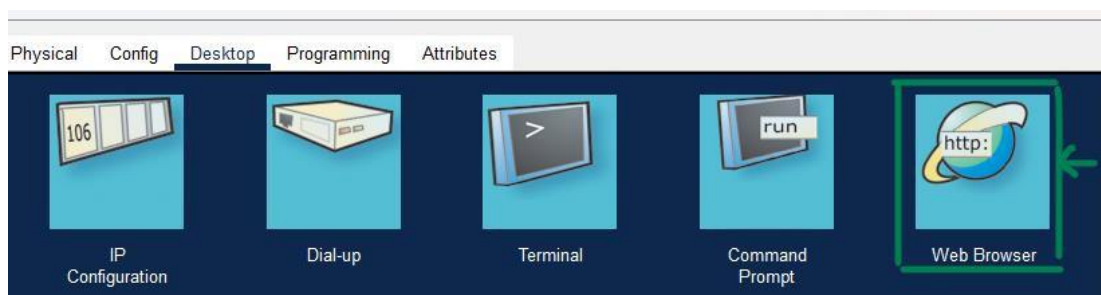 Physical Config Desktop Programming Attributes
106
>
run
http:
IP
Configuration
Dial-up
Terminal
Command
Prompt
Web Browser